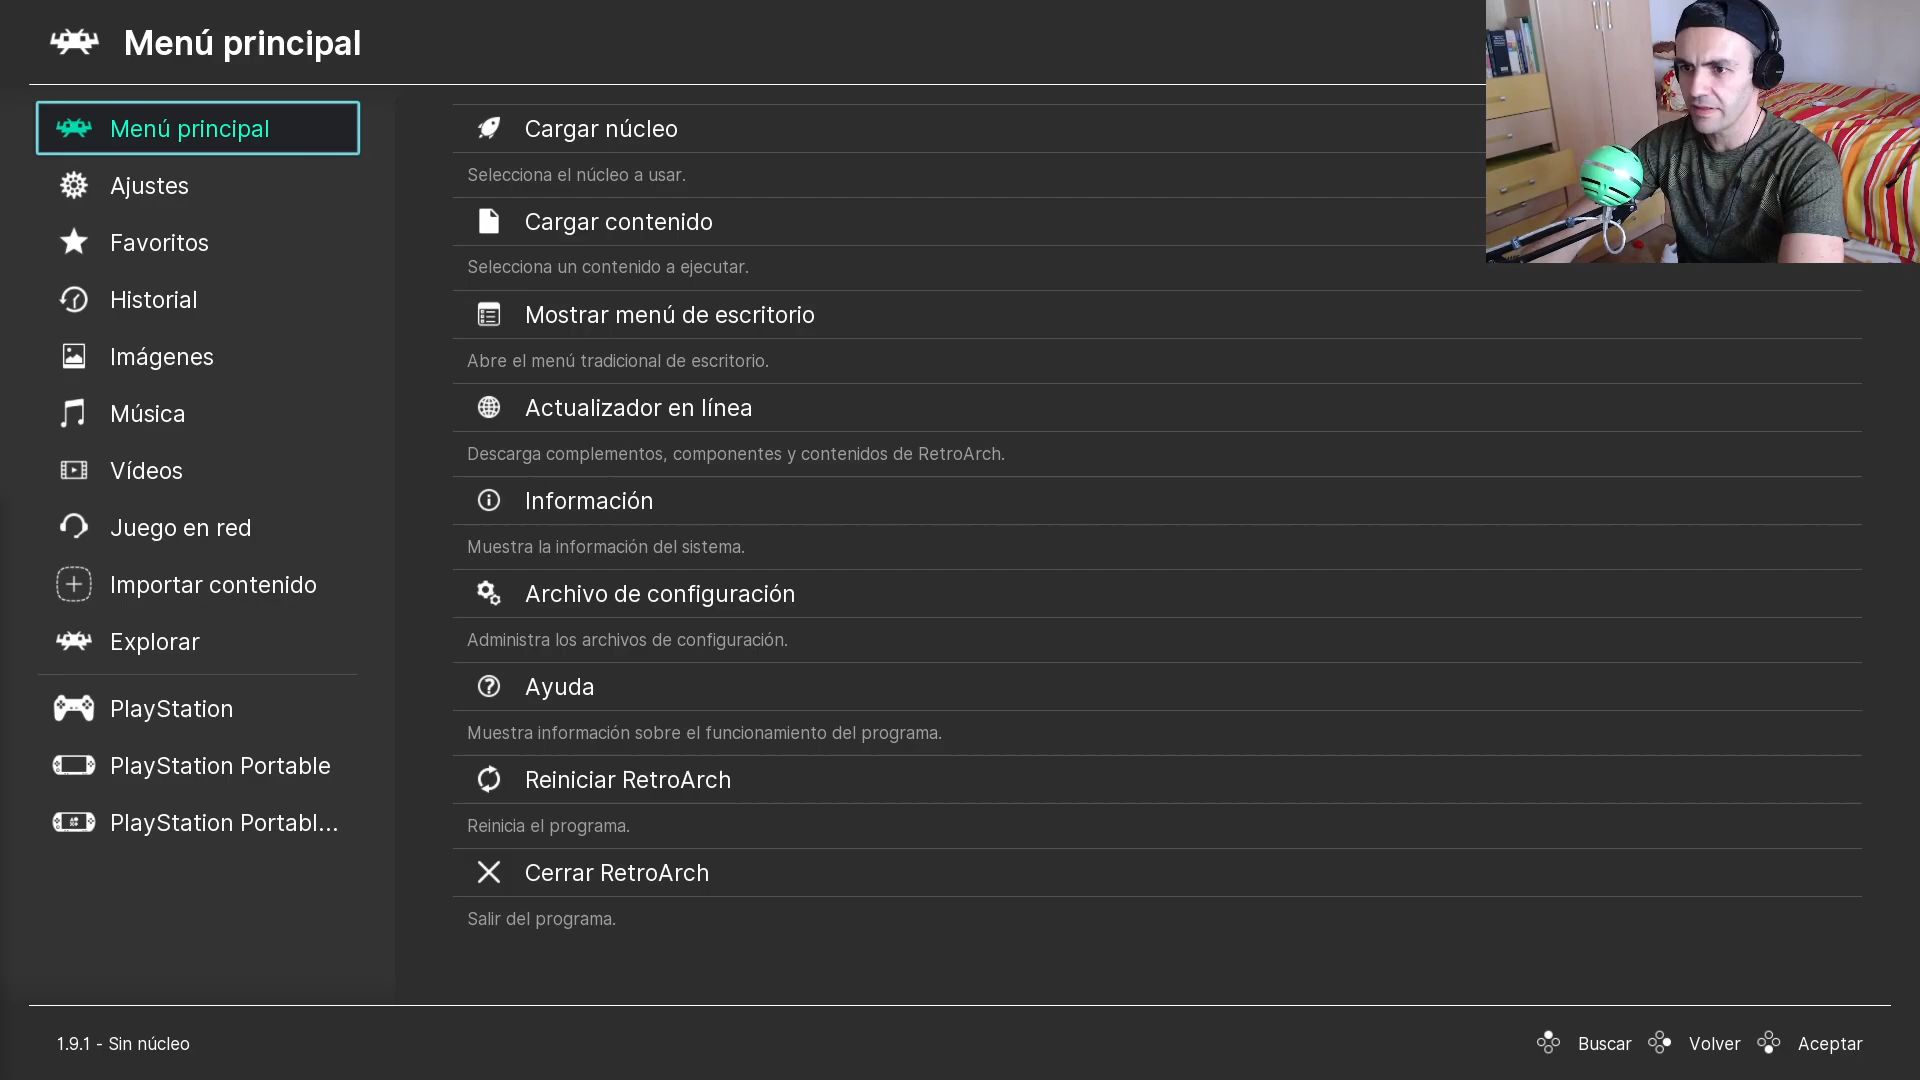 Menú principal
Menú principal
Ajustes
Favoritos
Historial
Imágenes
Música
Vídeos
Juego en red
Importar contenido
Explorar
PlayStation
PlayStation Portable
PlayStation Portabl...
Cargar núcleo
Selecciona el núcleo a usar.
Cargar contenido
Selecciona un contenido a ejecutar.
Mostrar menú de escritorio
Abre el menú tradicional de escritorio.
Actualizador en línea
Descarga complementos, componentes y contenidos de RetroArch.
Información
Muestra la información del sistema.
Archivo de configuración
Administra los archivos de configuración.
Ayuda
Muestra información sobre el funcionamiento del programa.
Reiniciar RetroArch
Reinicia el programa.
Cerrar RetroArch
Salir del programa.
1.9.1 - Sin núcleo
Buscar
Volver
Aceptar